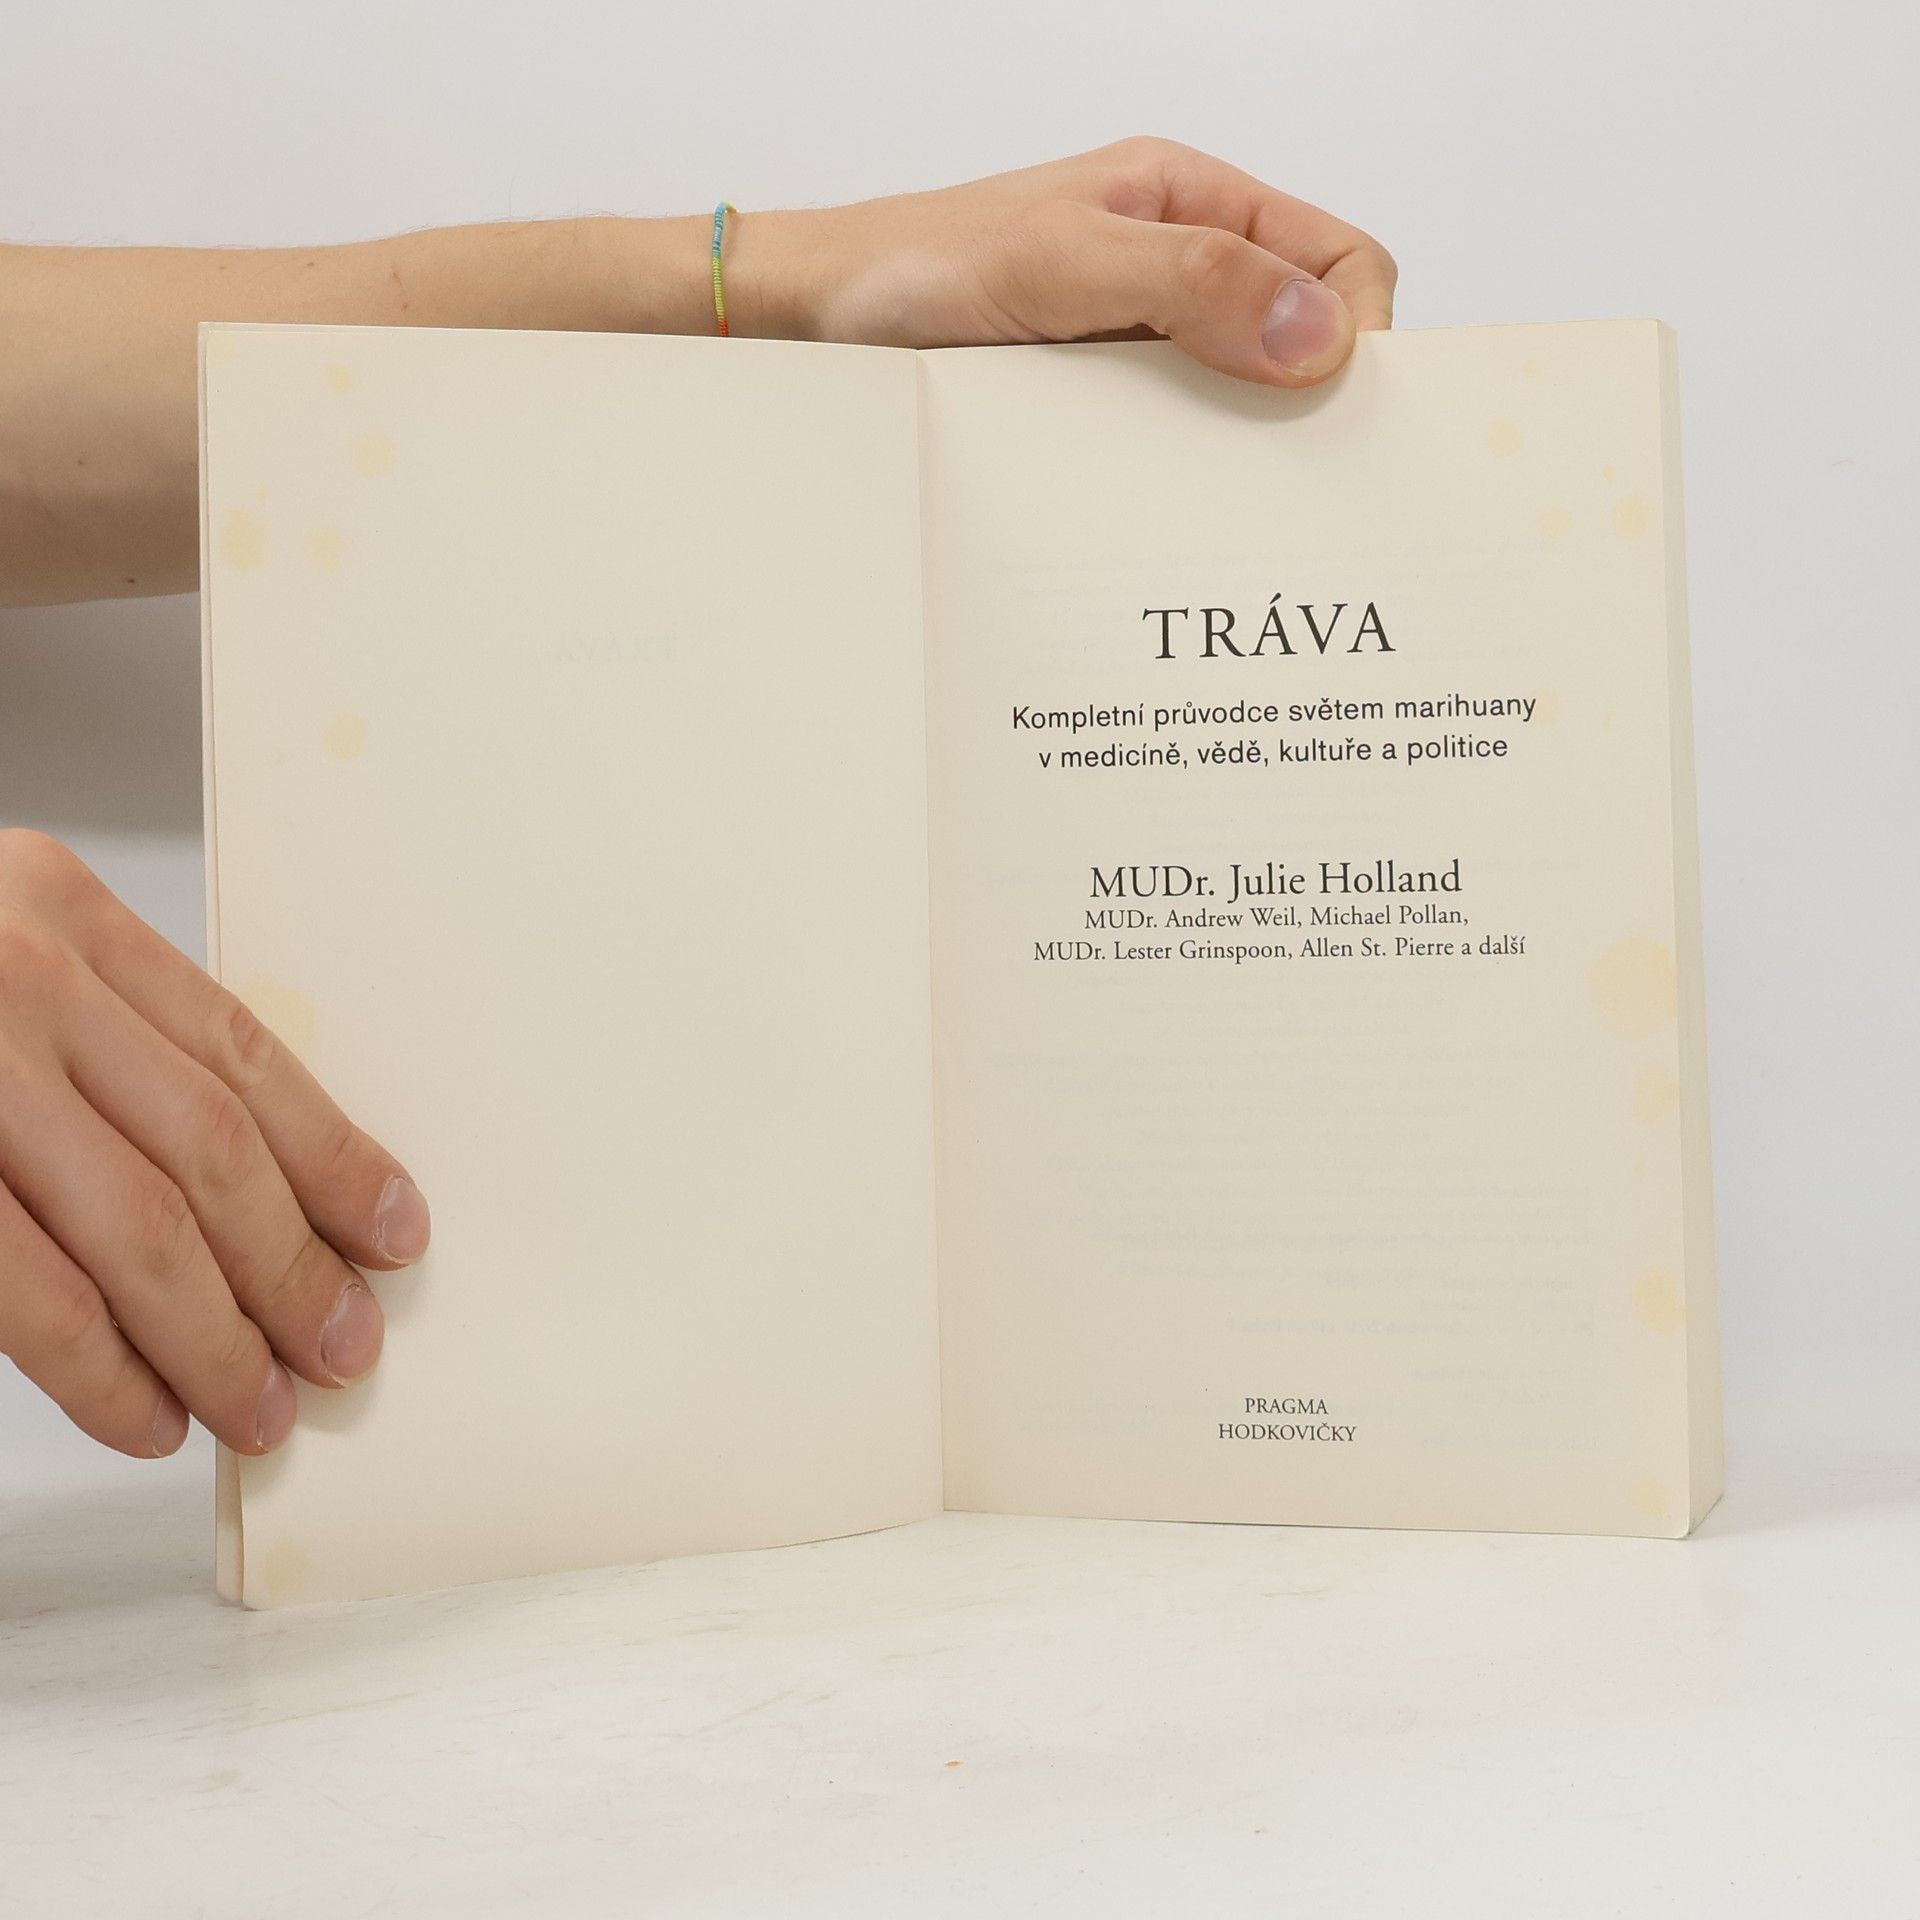 TRÁVA
Kompletní průvodce světem marihuany
v medicíně, vědě, kultuře a politice
MUDr. Julie Holland
MUDr. Andrew Weil, Michael Pollan,
MUDr. Lester Grinspoon, Allen St. Pierre a další
PRAGMA
HODKOVIČKY